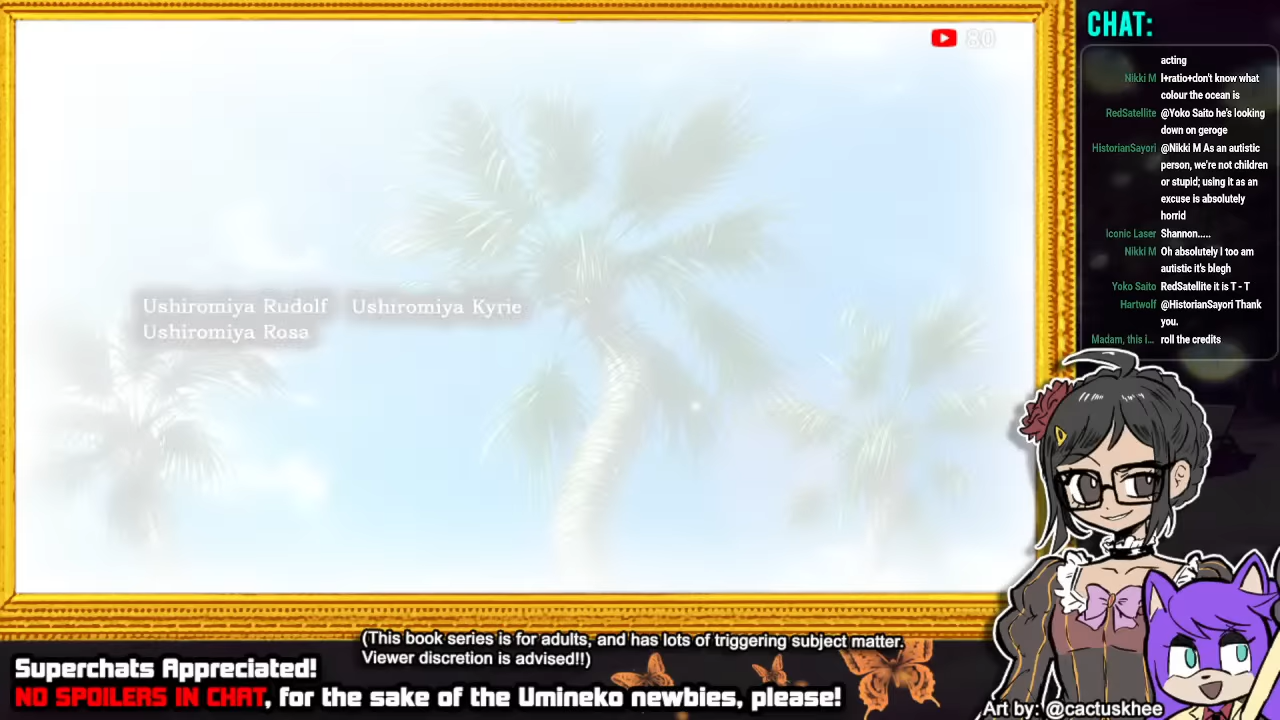 80
Ushiromiya Rudolf Ushiromiya Kyrie
Ushiromiya Rosa
CHAT:
acting
Nikki M l+ratio+don't know what
colour the ocean is
RedSatellite @Yoko Saito he's looking
down on geroge
HistorianSayori @Nikki M As an autistic
person, we're not children
or stupid; using it as an
excuse is absolutely
horrid
Iconic Laser Shannon.....
Nikki M Oh absolutely I too am
autistic it's blegh
Yoko Saito RedSatellite it is T - T
Hartwolf @HistorianSayori Thank
you.
Madam, this i... roll the credits
(This book series is for adults, and has lots of triggering subject matter.
Viewer discretion is advised!!)
Superchats Appreciated!
NO SPOILERS IN CHAT, for the sake of the Umineko newbies, please!
Art by: @cactuskhee